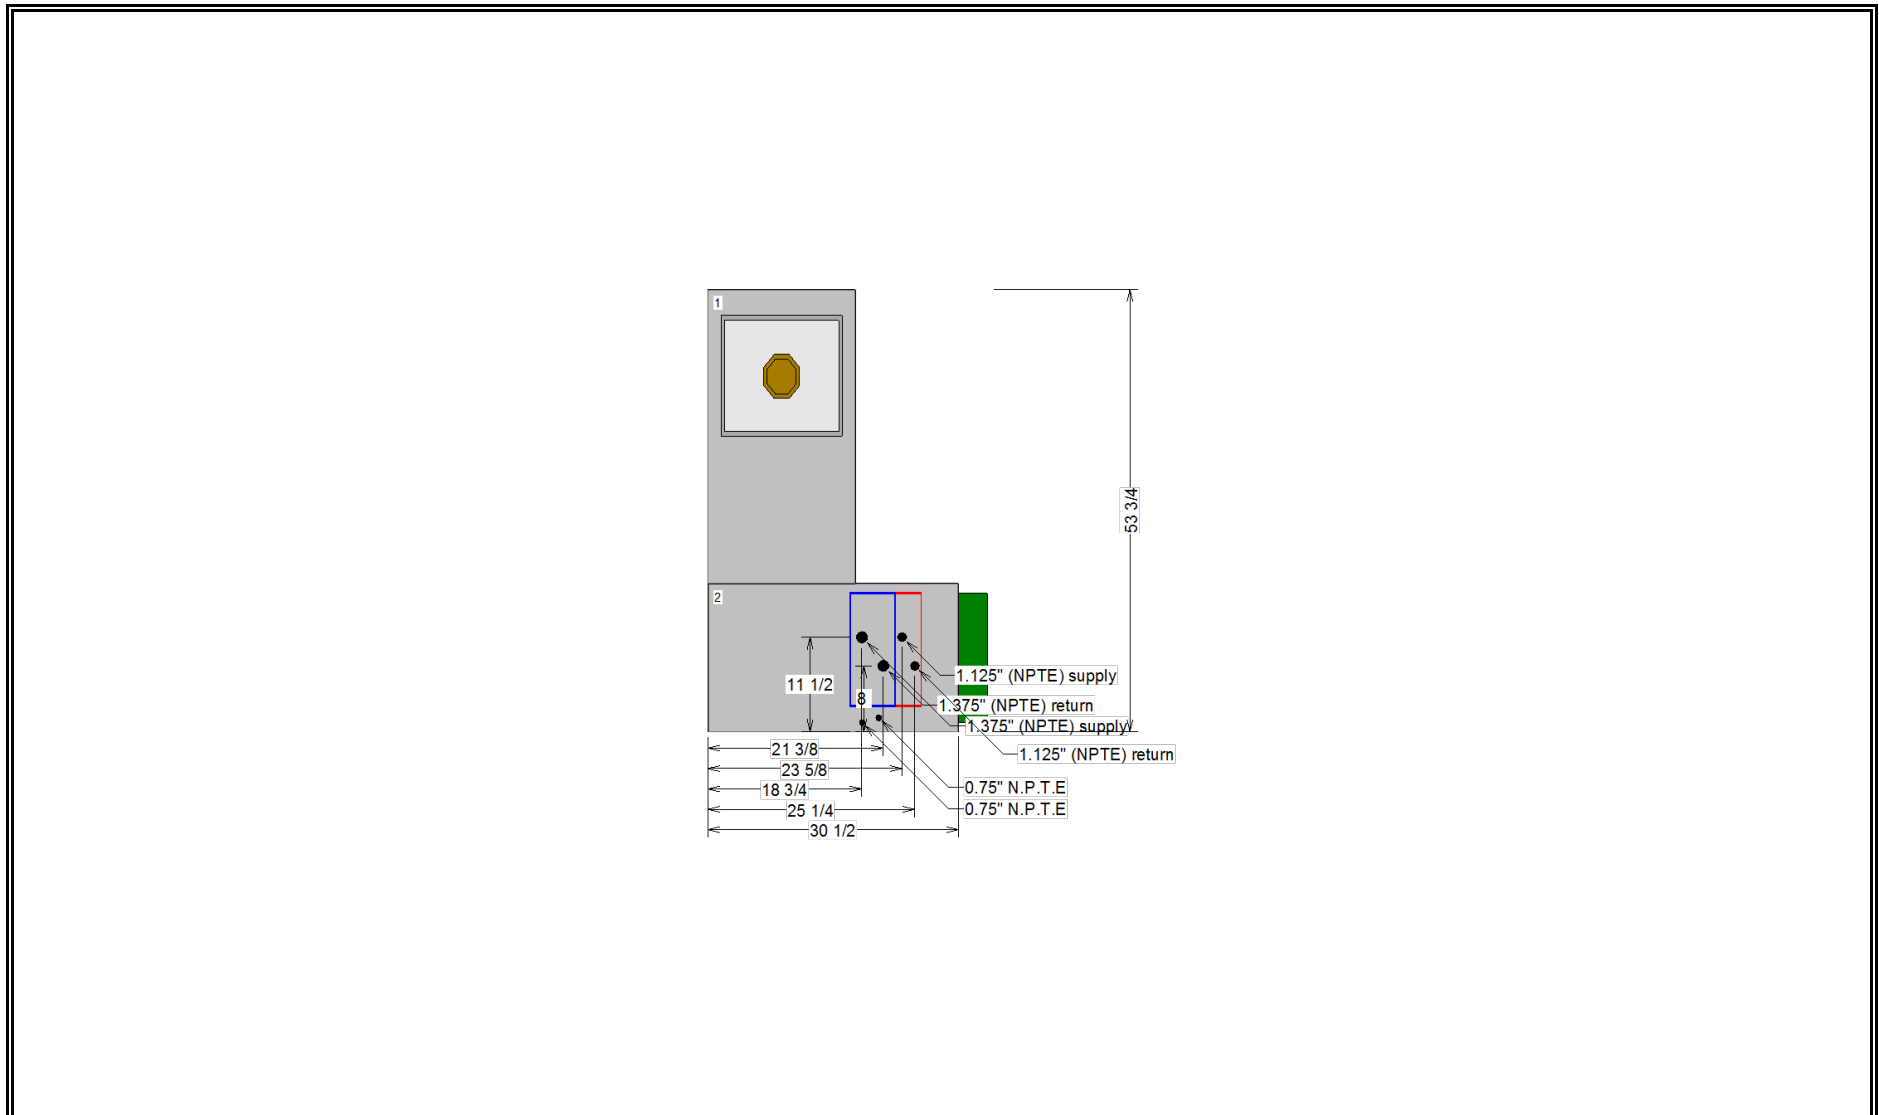 1
53 3/4
2
1.125" (NPTE) supply
11 1/2
8
1.375" (NPTE) return
1.375" (NPTE) supply
21 3/8
1.125" (NPTE) return
23 5/8
18 3/4
0.75" N.P.T.E
25 1/4
0.75" N.P.T.E
30 1/2